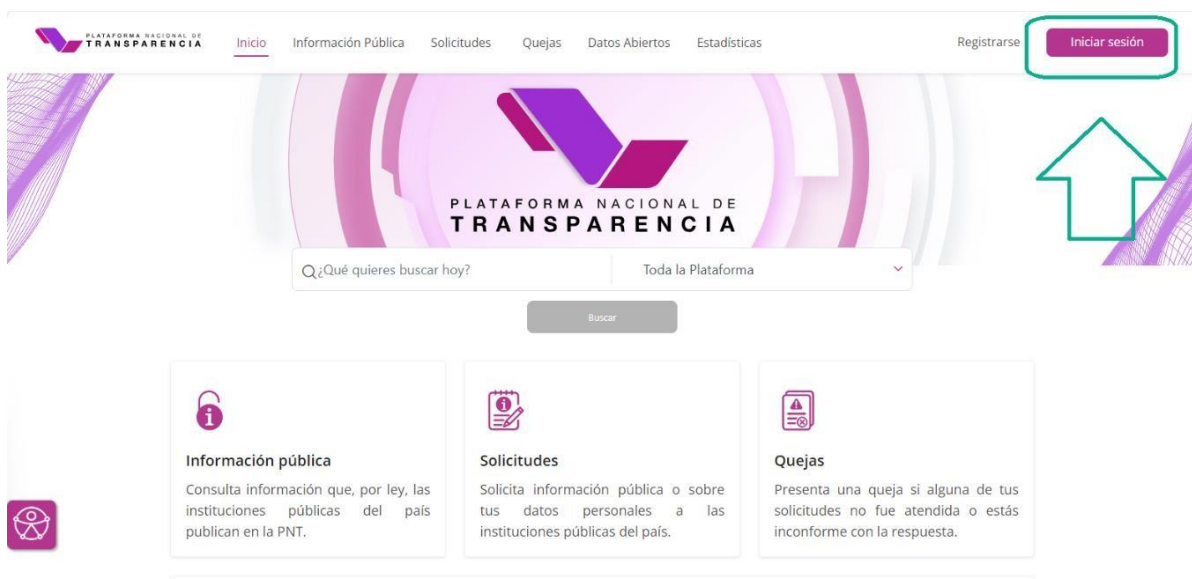 PLATAFORMA NACIONAL DE
TRANSPARENCIA
Inicio
Información Pública
Solicitudes
Quejas
Datos Abiertos
Estadísticas
Registrarse
Iniciar sesión
PLATAFORMA NACIONAL DE
TRANSPARENCIA
¿Qué quieres buscar hoy?
Toda la Plataforma
Buscar
Información pública
Consulta información que, por ley, las
instituciones públicas del país
publican en la PNT.
Solicitudes
Solicita información pública o sobre
tus datos personales a las
instituciones públicas del país.
Quejas
Presenta una queja si alguna de tus
solicitudes no fue atendida o estás
inconforme con la respuesta.